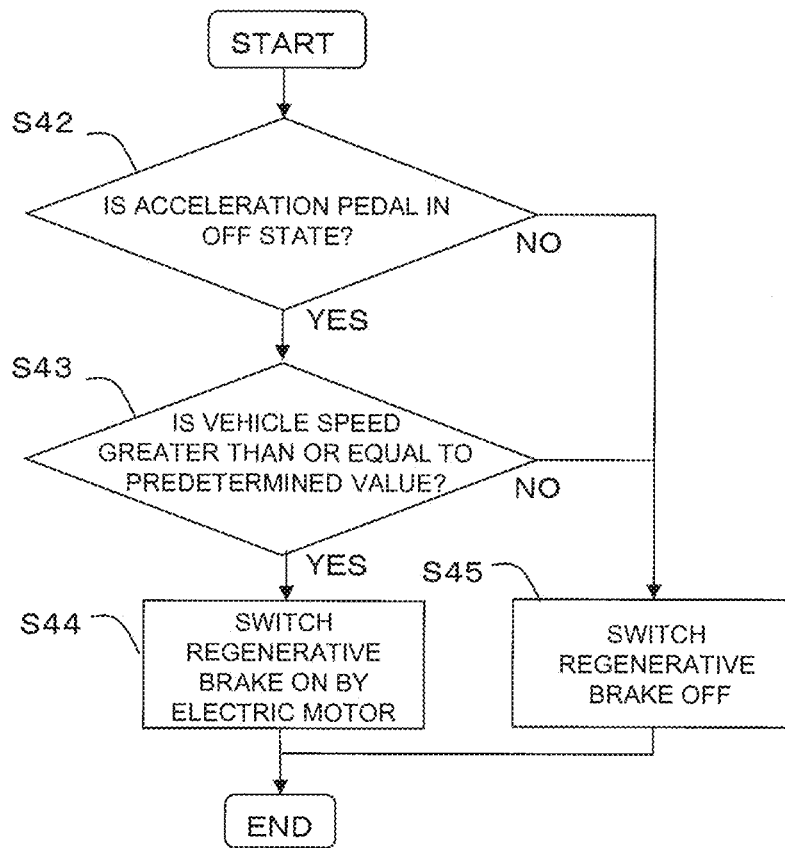 START
S42
IS ACCELERATION PEDAL IN
OFF STATE?
NO
YES
S43
IS VEHICLE SPEED
GREATER THAN OR EQUAL TO
PREDETERMINED VALUE?
NO
YES
S44
SWITCH
REGENERATIVE
BRAKE ON BY
ELECTRIC MOTOR
S45
SWITCH
REGENERATIVE
BRAKE OFF
END